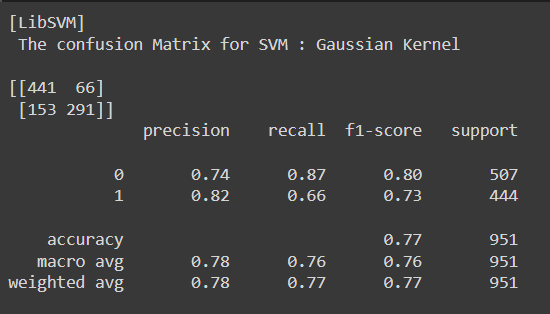 [LibSVM]
The confusion Matrix for SVM : Gaussian Kernel
[[441 66]
[153 291]]
precision recall f1-score support
0 0.74 0.87 0.80 507
1 0.82 0.66 0.73 444
accuracy 0.77 951
macro avg 0.78 0.76 0.76 951
weighted avg 0.78 0.77 0.77 951